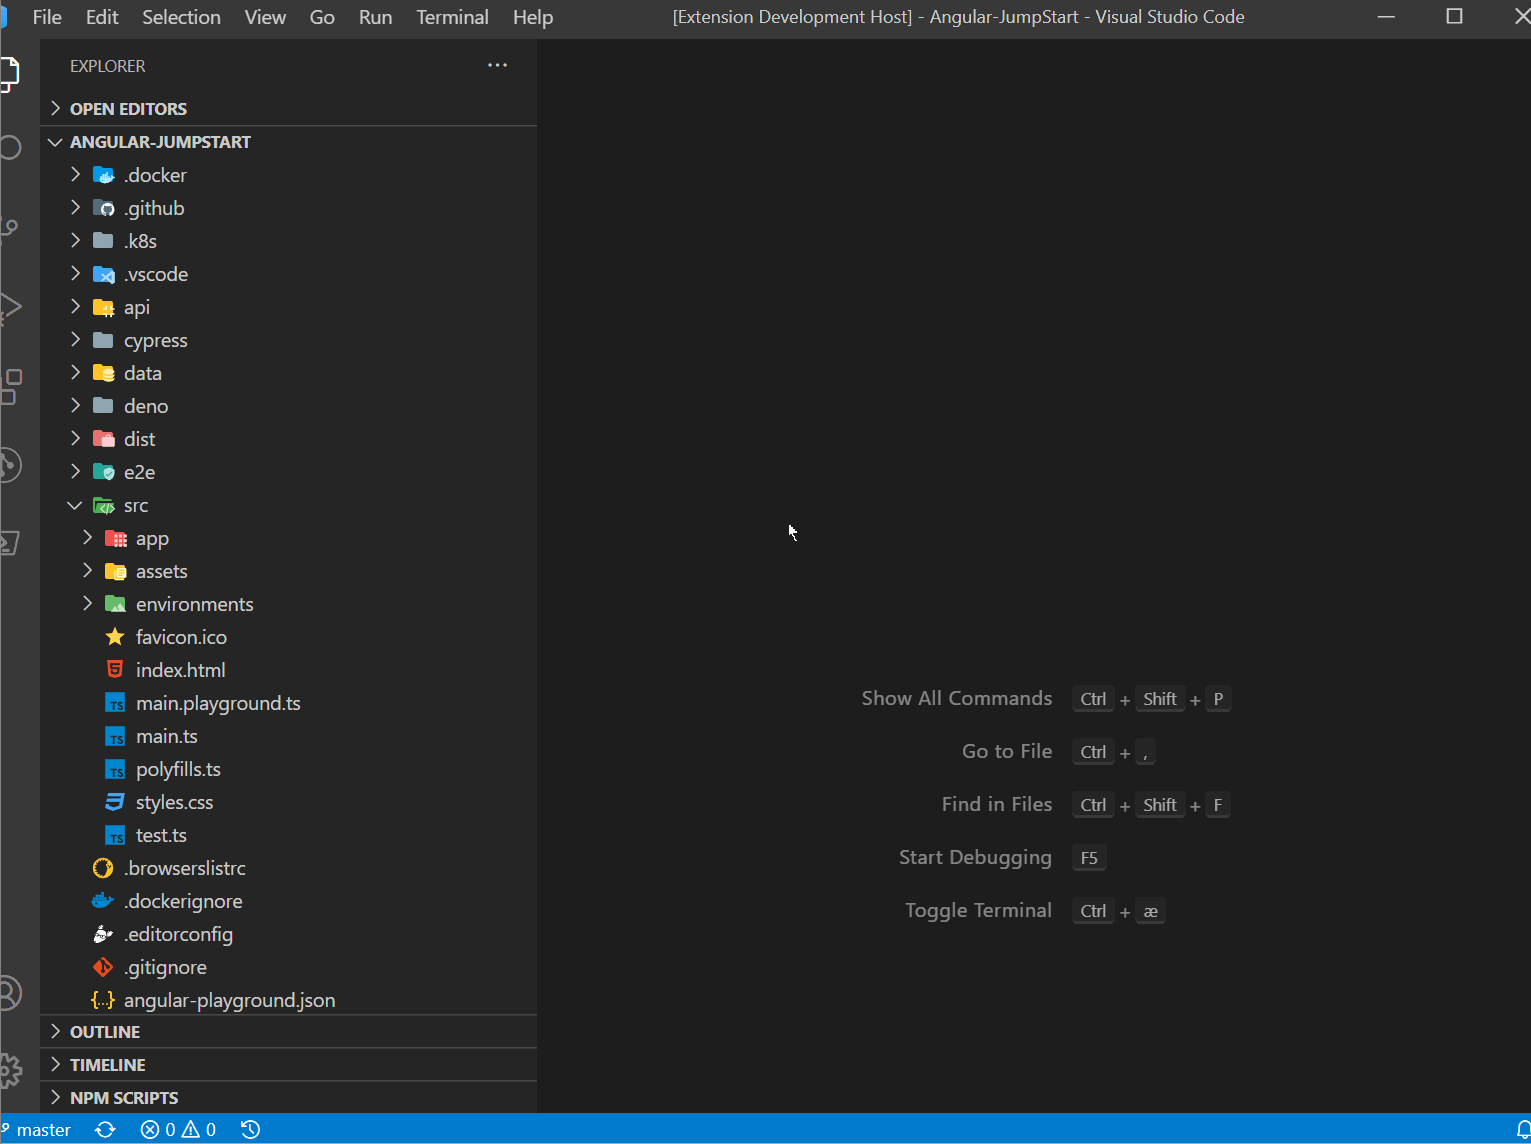 File Edit Selection View Go Run Terminal Help [Extension Development Host] - Angular-JumpStart - Visual Studio Code
EXPLORER
OPEN EDITORS
ANGULAR-JUMPSTART
.docker
.github
.k8s
.vscode
api
cypress
data
deno
dist
e2e
src
app
assets
environments
favicon.ico
index.html
main.playground.ts
main.ts
polyfills.ts
styles.css
test.ts
.browserslistrc
.dockerignore
.editorconfig
.gitignore
angular-playground.json
OUTLINE
TIMELINE
NPM SCRIPTS
Show All Commands Ctrl + Shift + P
Go to File Ctrl + ,
Find in Files Ctrl + Shift + F
Start Debugging F5
Toggle Terminal Ctrl + æ
master 0 0